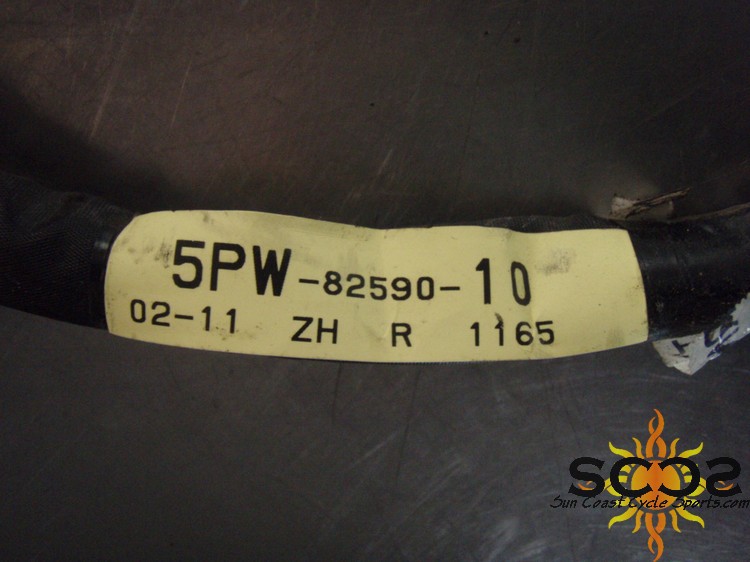 5PW-82590-10
02-11 ZH R 1165
SCCS
Sun Coast Cycle Sports.com